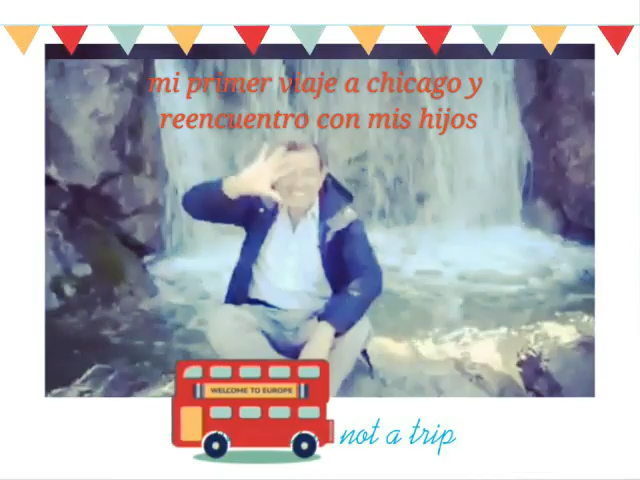 mi primer viaje a chicago y
reencuentro con mis hijos
WELCOME TO EUROPE
not a trip